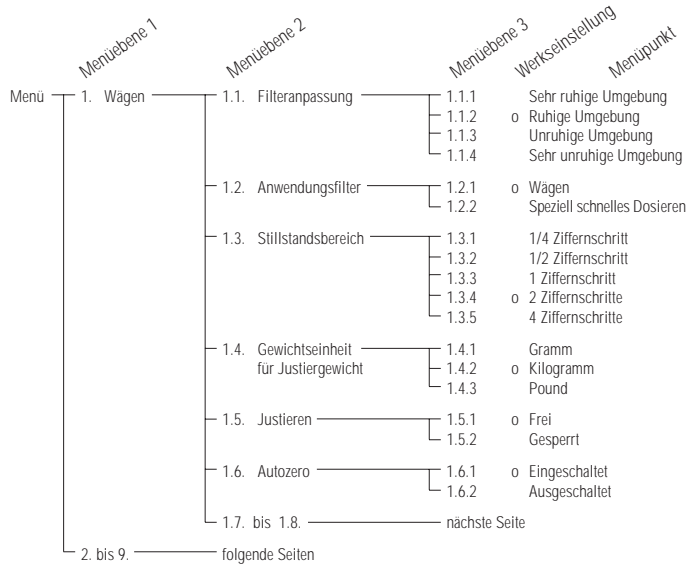 Menüebene 1 Menüebene 2 Menüebene 3 Werkseinstellung Menüpunkt
Menü 1. Wägen 1.1. Filteranpassung 1.1.1 Sehr ruhige Umgebung
1.1.2 o Ruhige Umgebung
1.1.3 Unruhige Umgebung
1.1.4 Sehr unruhige Umgebung
1.2. Anwendungsfilter 1.2.1 o Wägen
1.2.2 Speziell schnelles Dosieren
1.3. Stillstandsbereich 1.3.1 1/4 Ziffernschritt
1.3.2 1/2 Ziffernschritt
1.3.3 1 Ziffernschritt
1.3.4 o 2 Ziffernschritte
1.3.5 4 Ziffernschritte
1.4. Gewichtseinheit 1.4.1 Gramm
für Justiergewicht 1.4.2 o Kilogramm
1.4.3 Pound
1.5. Justieren 1.5.1 o Frei
1.5.2 Gesperrt
1.6. Autozero 1.6.1 o Eingeschaltet
1.6.2 Ausgeschaltet
1.7. bis 1.8. nächste Seite
2. bis 9. folgende Seiten